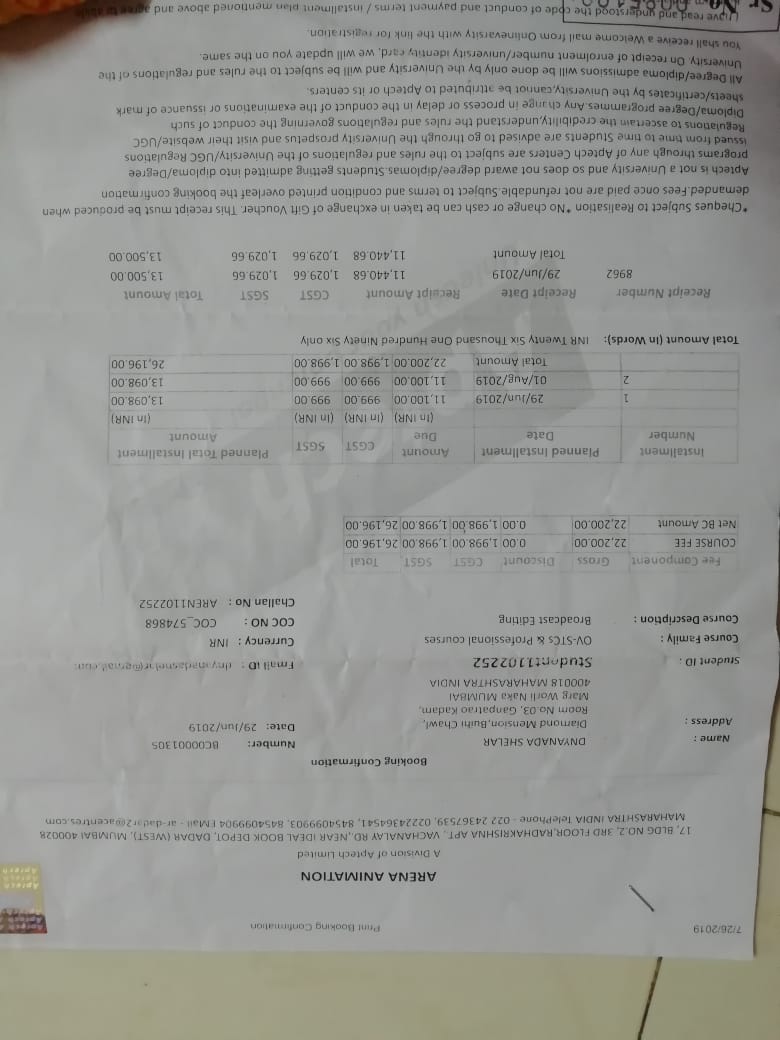 7/26/2019 Print Booking Confirmation
Aptech
Aptech
Aptech
ARENA ANIMATION
A Division of Aptech Limited
17, BLDG NO.2, 3RD FLOOR,RADHAKRISHNA APT., VACHANALAY RD.,NEAR IDEAL BOOK DEPOT, DADAR (WEST), MUMBAI 400028
MAHARASHTRA INDIA TelePhone - 022 24367539, 02224364541, 8454099903, 8454099904 EMail - ar-dadar2@acentres.com
Booking Confirmation
Name : DNYANADA SHELAR Number: BC00001305
Address : Diamond Mension,Buihi Chawl, Date: 29/Jun/2019
Room No.03, Ganpatrao Kadam,
Marg Worli Naka MUMBAI
400018 MAHARASHTRA INDIA
Student ID : Student1102252 Email ID : dnyanadashelar@gmail.com
Course Family : OV-STCs & Professional courses Currency : INR
Course Description : Broadcast Editing COC NO : COC_574868
Challan No : AREN1102252
Fee Component Gross Discount CGST SGST Total
COURSE FEE 22,200.00 0.00 1,998.00 1,998.00 26,196.00
Net BC Amount 22,200.00 0.00 1,998.00 1,998.00 26,196.00
Installment Number Planned Installment Date Amount Due CGST SGST Planned Total Installment Amount
(In INR) (In INR) (In INR) (In INR)
1 29/Jun/2019 11,100.00 999.00 999.00 13,098.00
2 01/Aug/2019 11,100.00 999.00 999.00 13,098.00
Total Amount 22,200.00 1,998.00 1,998.00 26,196.00
Total Amount (In Words): INR Twenty Six Thousand One Hundred Ninety Six only
Receipt Number Receipt Date Receipt Amount CGST SGST Total Amount
8962 29/Jun/2019 11,440.68 1,029.66 1,029.66 13,500.00
Total Amount 11,440.68 1,029.66 1,029.66 13,500.00
*Cheques Subject to Realisation *No change or cash can be taken in exchange of Gift Voucher. This receipt must be produced when
demanded.Fees once paid are not refundable.Subject to terms and condition printed overleaf the booking confirmation
Aptech is not a University and so does not award degree/diplomas.Students getting admitted into diploma/Degree
programs through any of Aptech Centers are subject to the rules and regulations of the University/UGC Regulations
issued from time to time Students are advised to go through the University prospetus and visit their website/UGC
Regulations to ascertain the credibility,understand the rules and regulations governing the conduct of such
Diploma/Degree programmes.Any change in process or delay in the conduct of the examinations or issuance of mark
sheets/certificates by the University,cannot be attributed to Aptech or its centers.
All Degree/diploma admissions will be done only by the University and will be subject to the rules and regulations of the
University. On receipt of enrolment number/university identity card, we will update you on the same.
You shall receive a Welcome mail from Onlinevarsity with the link for registration.
I have read and understood the code of conduct and payment terms / installment plan mentioned above and agree to
Sr. No.